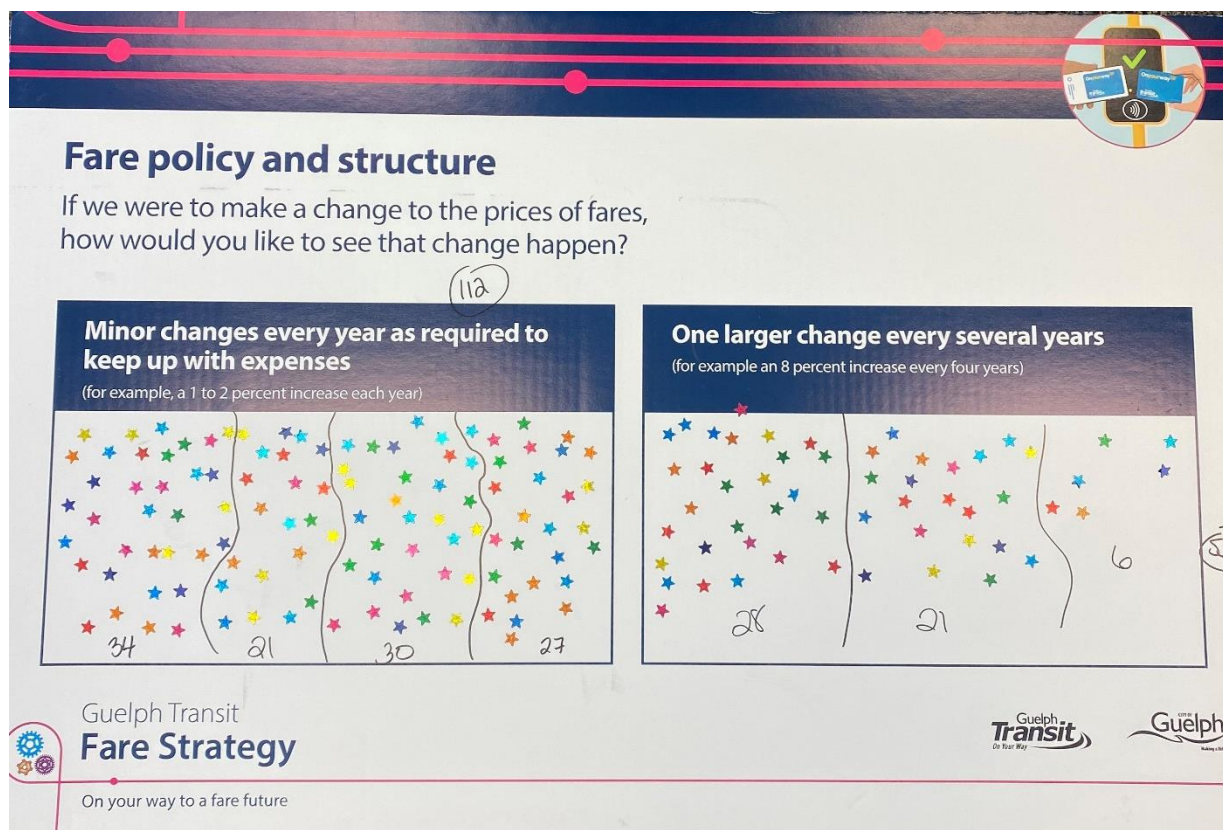 Fare policy and structure
If we were to make a change to the prices of fares,
how would you like to see that change happen?
112
Minor changes every year as required to
keep up with expenses
(for example, a 1 to 2 percent increase each year)
One larger change every several years
(for example an 8 percent increase every four years)
34
21
30
27
28
21
6
Guelph Transit
Fare Strategy
Guelph
Transit
On Your Way
CITY OF
Guelph
On your way to a fare future